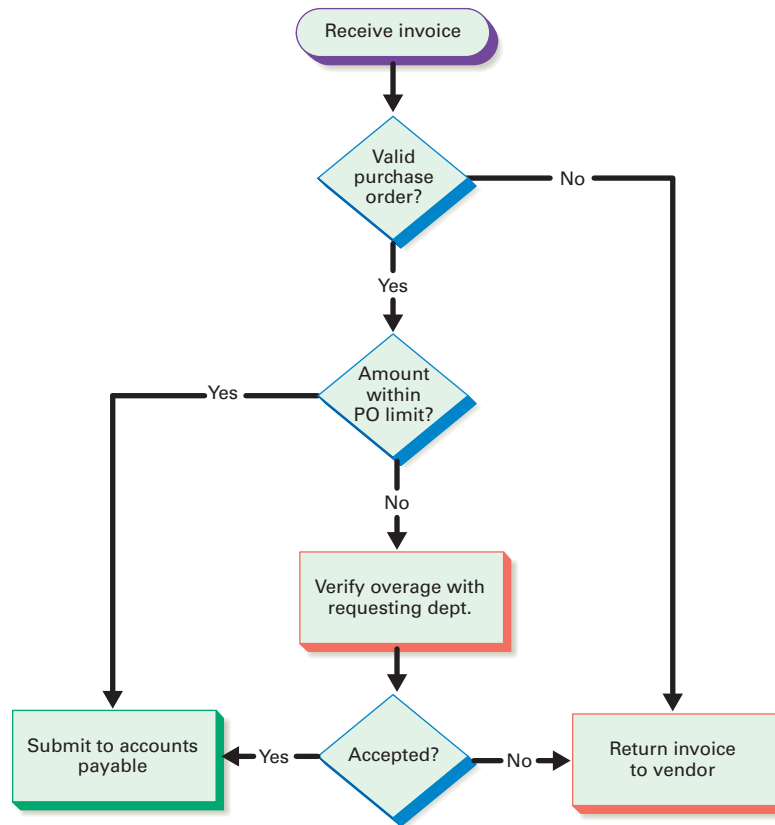 Receive invoice
Valid
purchase
order?
No
Yes
Amount
within
PO limit?
Yes
No
Verify overage with
requesting dept.
Submit to accounts
payable
Yes
Accepted?
No
Return invoice
to vendor